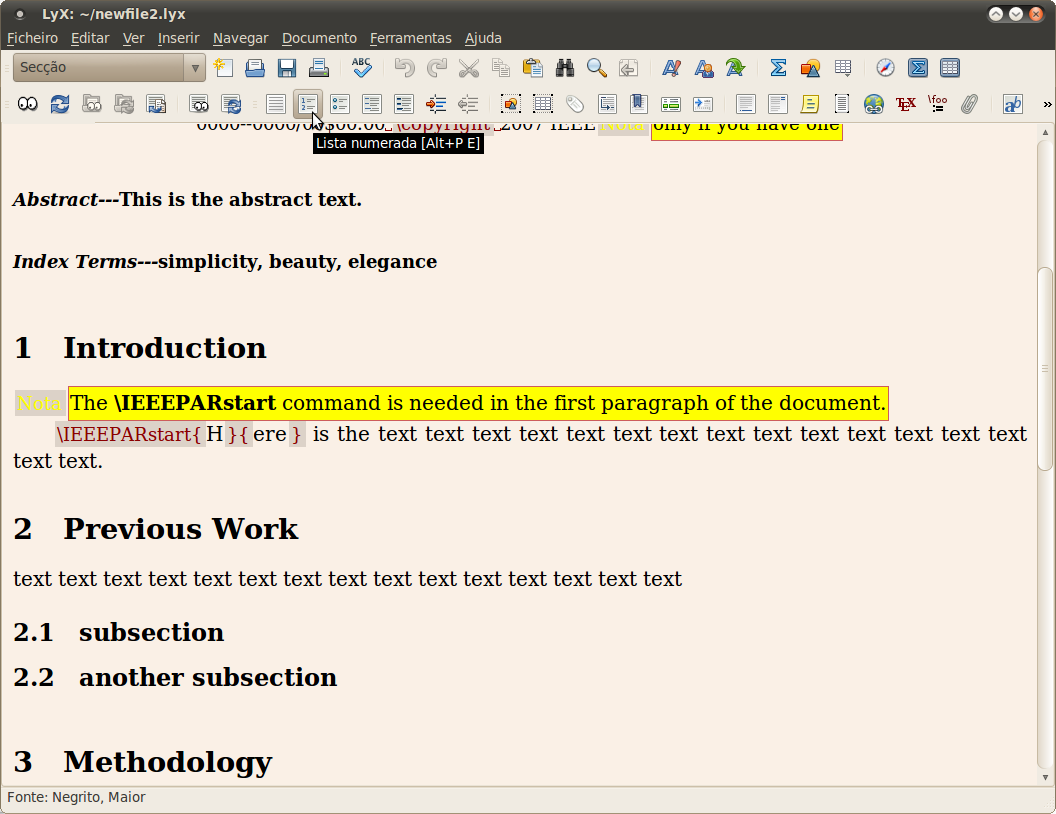 LyX: ~/newfile2.lyx
Ficheiro Editar Ver Inserir Navegar Documento Ferramentas Ajuda
Secção
ABC
TEX \foo ab »
\copyright 2007 IEEE Nota only if you have one
Lista numerada [Alt+P E]
Abstract---This is the abstract text.
Index Terms---simplicity, beauty, elegance
1 Introduction
Nota The \IEEEPARstart command is needed in the first paragraph of the document.
\IEEEPARstart{ H }{ ere } is the text text text text text text text text text text text text text text
text text.
2 Previous Work
text text text text text text text text text text text text text text text
2.1 subsection
2.2 another subsection
3 Methodology
Fonte: Negrito, Maior